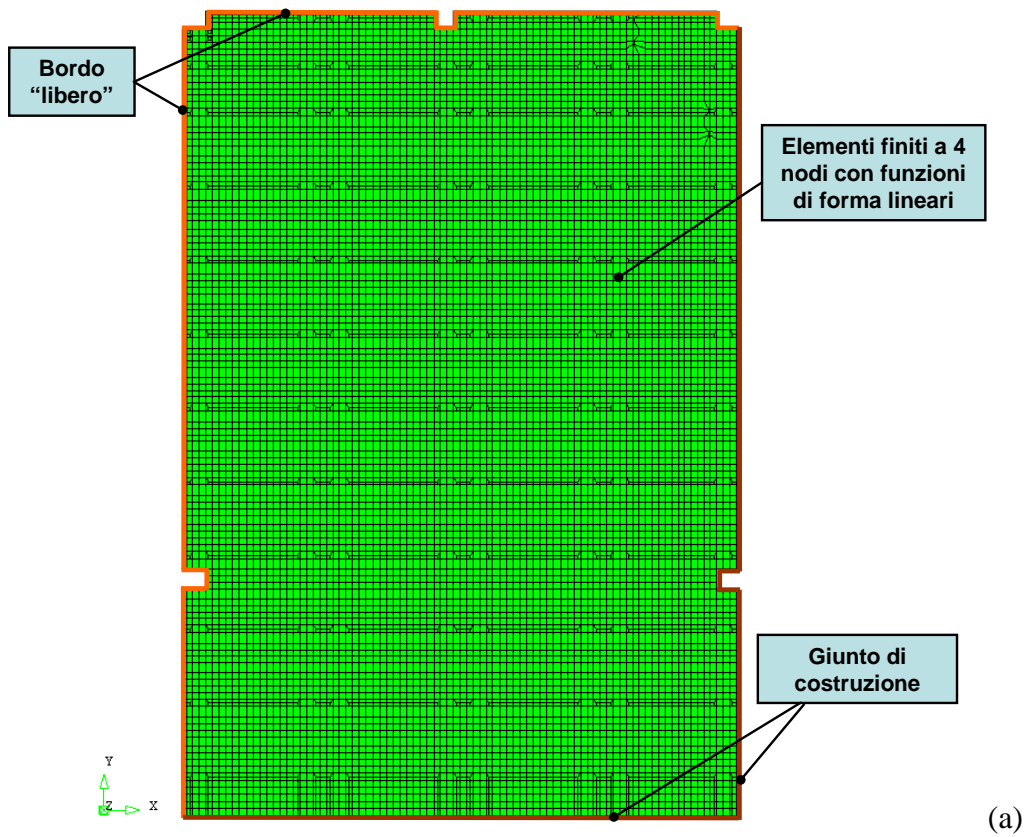 Bordo
“libero”
Elementi finiti a 4
nodi con funzioni
di forma lineari
Giunto di
costruzione
Y
Z
X
(a)